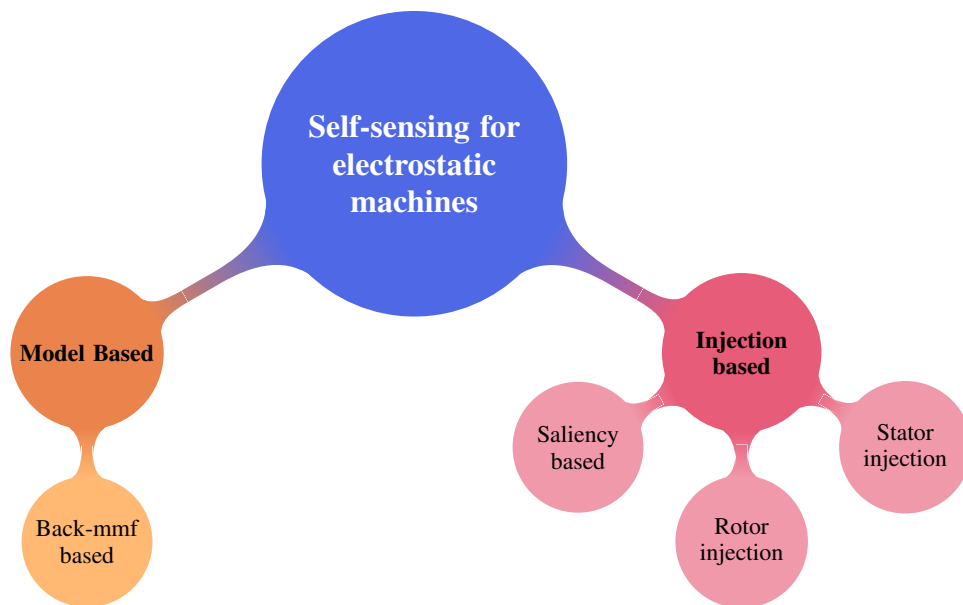 Self-sensing for
electrostatic
machines
Model Based
Back-mmf
based
Injection
based
Saliency
based
Rotor
injection
Stator
injection